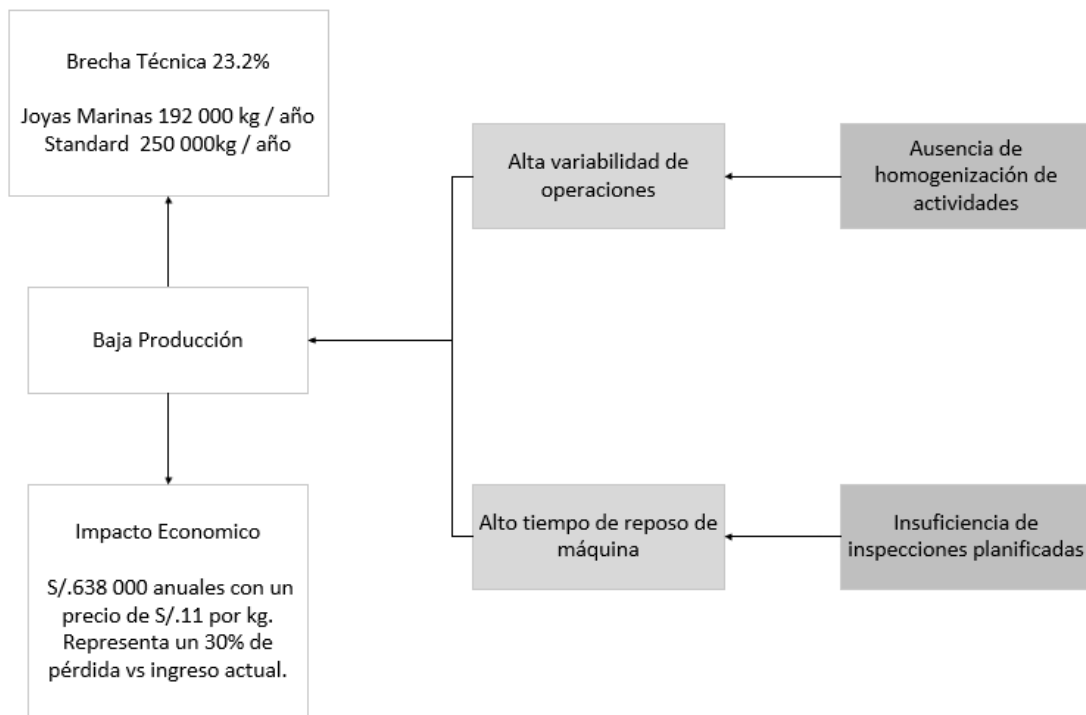 Brecha Técnica 23.2%
Joyas Marinas 192 000 kg / año
Standard  250 000kg / año
Alta variabilidad de
operaciones
Ausencia de
homogenización de
actividades
Baja Producción
Impacto Economico
S/.638 000 anuales con un
precio de S/.11 por kg.
Representa un 30% de
pérdida vs ingreso actual.
Alto tiempo de reposo de
máquina
Insuficiencia de
inspecciones planificadas